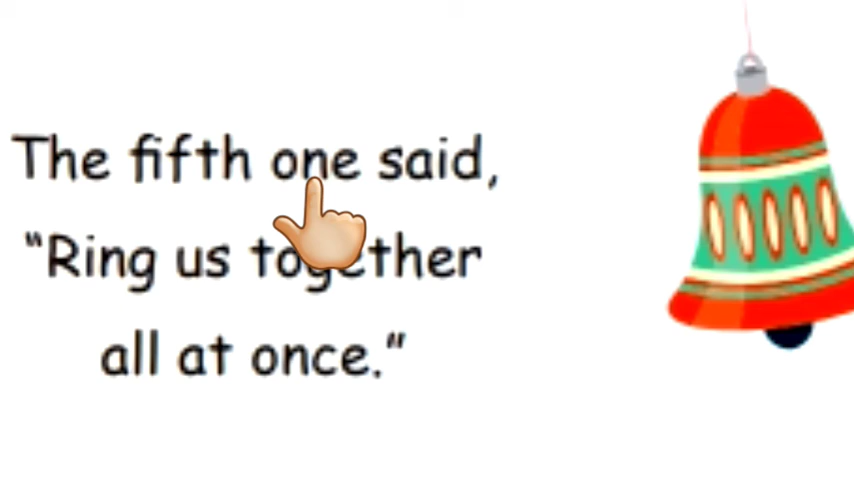 The fifth one said,
“Ring us together
all at once.”